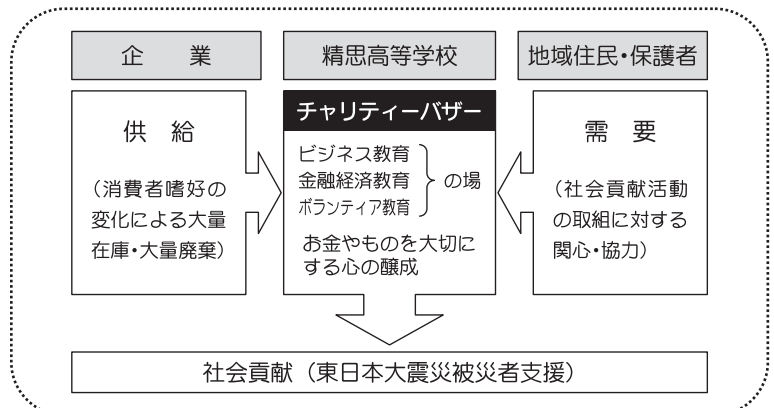 企　業
精思高等学校
地域住民・保護者
供　給
（消費者嗜好の
変化による大量
在庫・大量廃棄）
チャリティーバザー
ビジネス教育
金融経済教育
ボランティア教育
の場
お金やものを大切に
する心の醸成
需　要
（社会貢献活動
の取組に対する
関心・協力）
社会貢献（東日本大震災被災者支援）